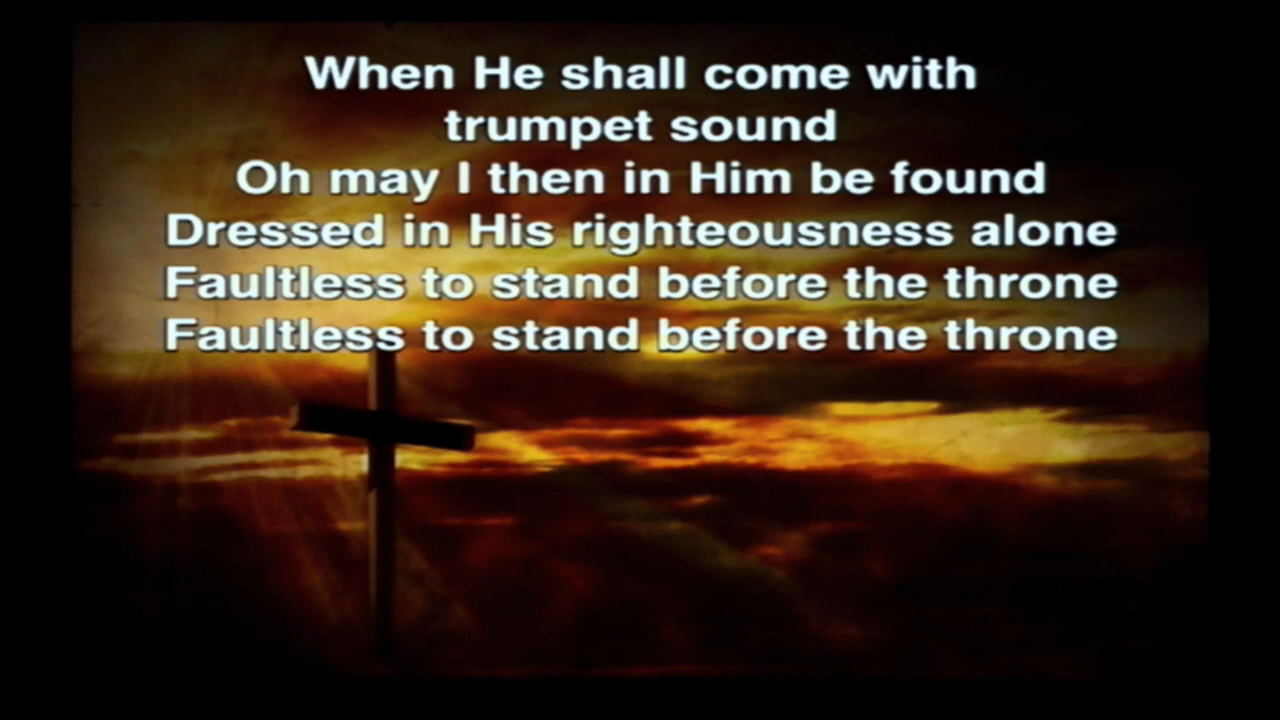 When He shall come with
trumpet sound
Oh may I then in Him be found
Dressed in His righteousness alone
Faultless to stand before the throne
Faultless to stand before the throne